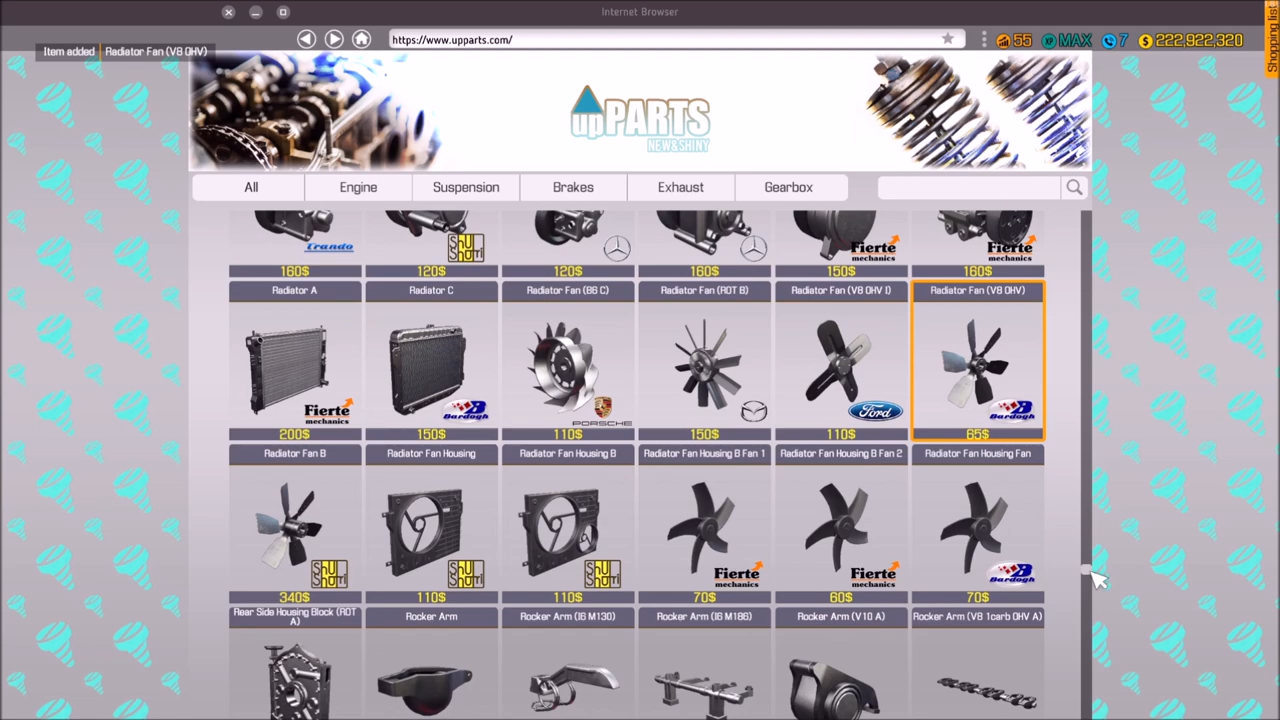 Internet Browser
https://www.upparts.com/
55 MAX 7 222,922,320
Shopping list
Item added Radiator Fan (V8 OHV)
upPARTS
NEW&SHINY
All Engine Suspension Brakes Exhaust Gearbox
Trando Shu Shumi Fierte mechanics Fierte mechanics
160$ 120$ 120$ 160$ 150$ 160$
Radiator A Radiator C Radiator Fan (B6 C) Radiator Fan (ROT B) Radiator Fan (V8 OHV I) Radiator Fan (V8 OHV)
Fierte mechanics Bardogh PORSCHE Ford Bardogh
200$ 150$ 110$ 150$ 110$ 65$
Radiator Fan B Radiator Fan Housing Radiator Fan Housing B Radiator Fan Housing B Fan 1 Radiator Fan Housing B Fan 2 Radiator Fan Housing Fan
Fierte mechanics Fierte mechanics Bardogh
340$ 110$ 110$ 70$ 60$ 70$
Rear Side Housing Block (ROT A) Rocker Arm Rocker Arm (I6 M130) Rocker Arm (I6 M186) Rocker Arm (V10 A) Rocker Arm (V8 1carb OHV A)